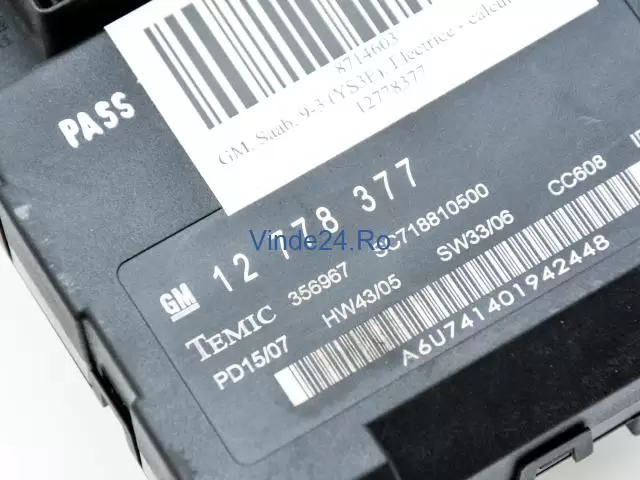 8714603
GM, Saab, 9-3 (YS3F), Electrice - calcul
12778377
PASS
GM 12 778 377
TEMIC 356967 5C718810500 CC608
PD15/07 HW43/05 SW33/06
A6U741401942448
Vinde24.Ro